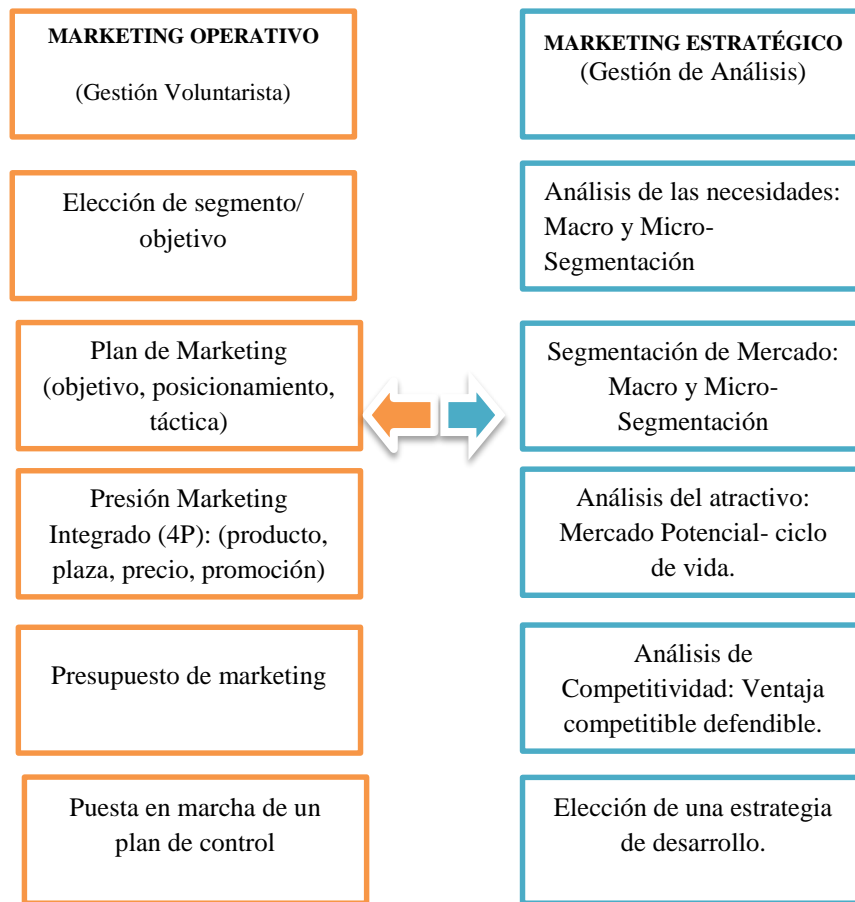 MARKETING OPERATIVO
(Gestión Voluntarista)
Elección de segmento/
objetivo
Plan de Marketing
(objetivo, posicionamiento,
táctica)
Presión Marketing
Integrado (4P): (producto,
plaza, precio, promoción)
Presupuesto de marketing
Puesta en marcha de un
plan de control
MARKETING ESTRATÉGICO
(Gestión de Análisis)
Análisis de las necesidades:
Macro y Micro-
Segmentación
Segmentación de Mercado:
Macro y Micro-
Segmentación
Análisis del atractivo:
Mercado Potencial- ciclo
de vida.
Análisis de
Competitividad: Ventaja
competitible defendible.
Elección de una estrategia
de desarrollo.